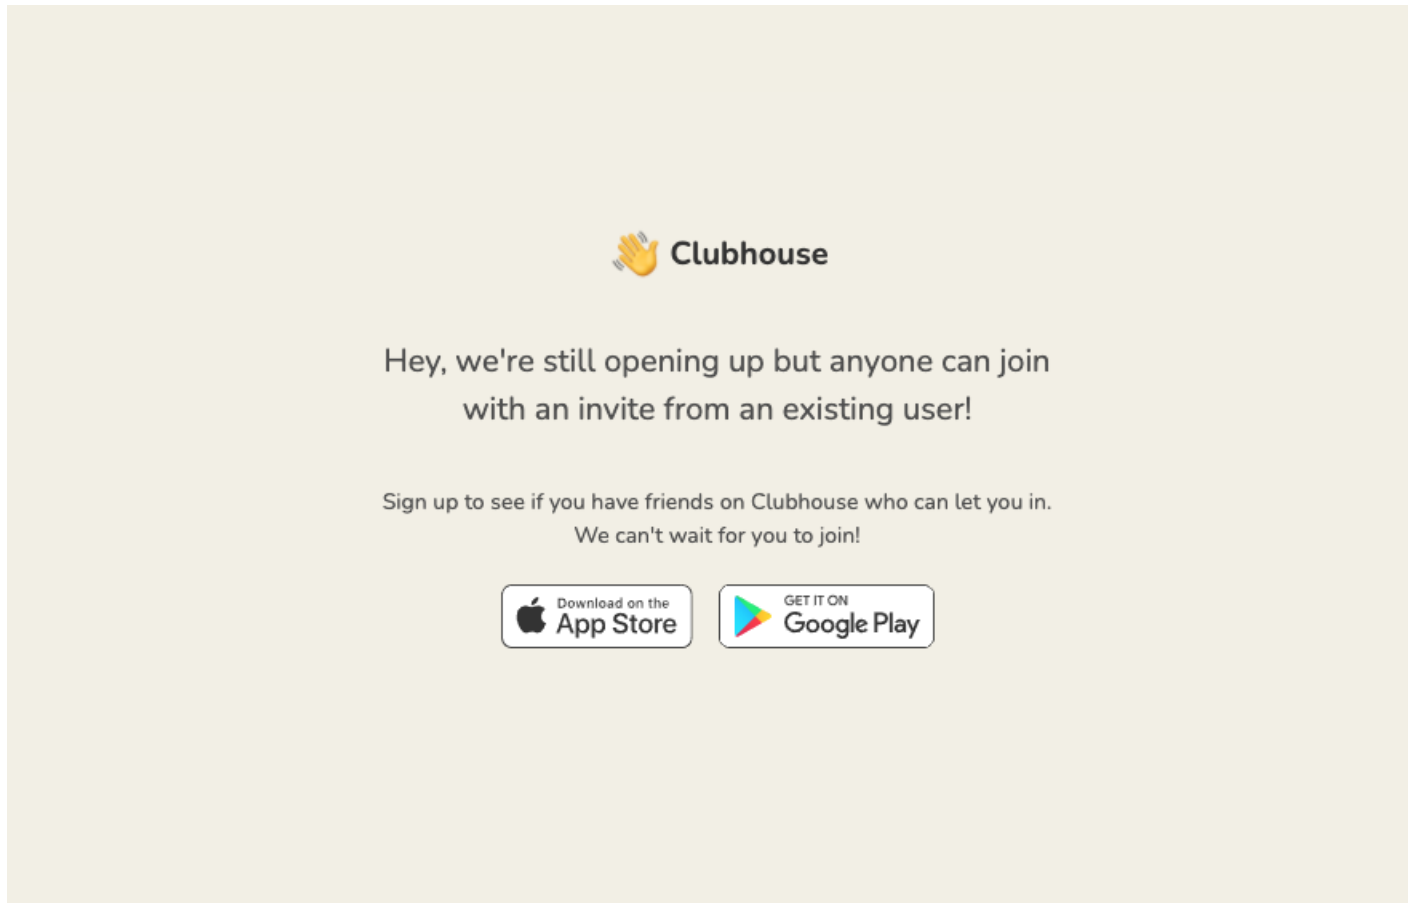 Clubhouse
Hey, we're still opening up but anyone can join
with an invite from an existing user!
Sign up to see if you have friends on Clubhouse who can let you in.
We can't wait for you to join!
Download on the
App Store
GET IT ON
Google Play